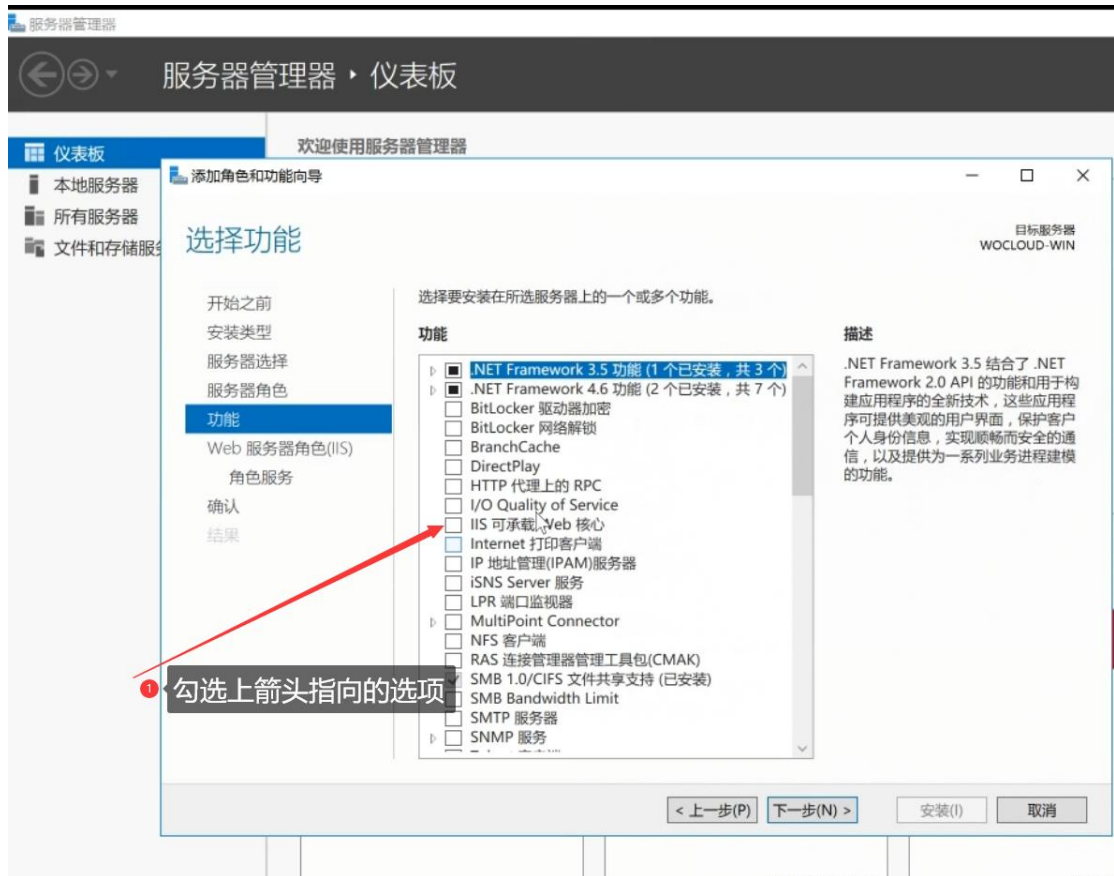 服务器管理器
服务器管理器 · 仪表板
仪表板
本地服务器
所有服务器
文件和存储服务
欢迎使用服务器管理器
添加角色和功能向导
选择功能
目标服务器
WOCLOUD-WIN
开始之前
安装类型
服务器选择
服务器角色
功能
Web 服务器角色(IIS)
角色服务
确认
结果
选择要安装在所选服务器上的一个或多个功能。
功能
.NET Framework 3.5 功能 (1 个已安装，共 3 个)
.NET Framework 4.6 功能 (2 个已安装，共 7 个)
BitLocker 驱动器加密
BitLocker 网络解锁
BranchCache
DirectPlay
HTTP 代理上的 RPC
I/O Quality of Service
IIS 可承载 Web 核心
Internet 打印客户端
IP 地址管理(IPAM)服务器
iSNS Server 服务
LPR 端口监视器
MultiPoint Connector
NFS 客户端
RAS 连接管理器管理工具包(CMAK)
SMB 1.0/CIFS 文件共享支持 (已安装)
SMB Bandwidth Limit
SMTP 服务器
SNMP 服务
描述
.NET Framework 3.5 结合了 .NET
Framework 2.0 API 的功能和用于构
建应用程序的全新技术，这些应用程
序可提供美观的用户界面，保护客户
个人身份信息，实现顺畅而安全的通
信，以及提供为一系列业务进程建模
的功能。
1 勾选上箭头指向的选项
< 上一步(P)
下一步(N) >
安装(I)
取消